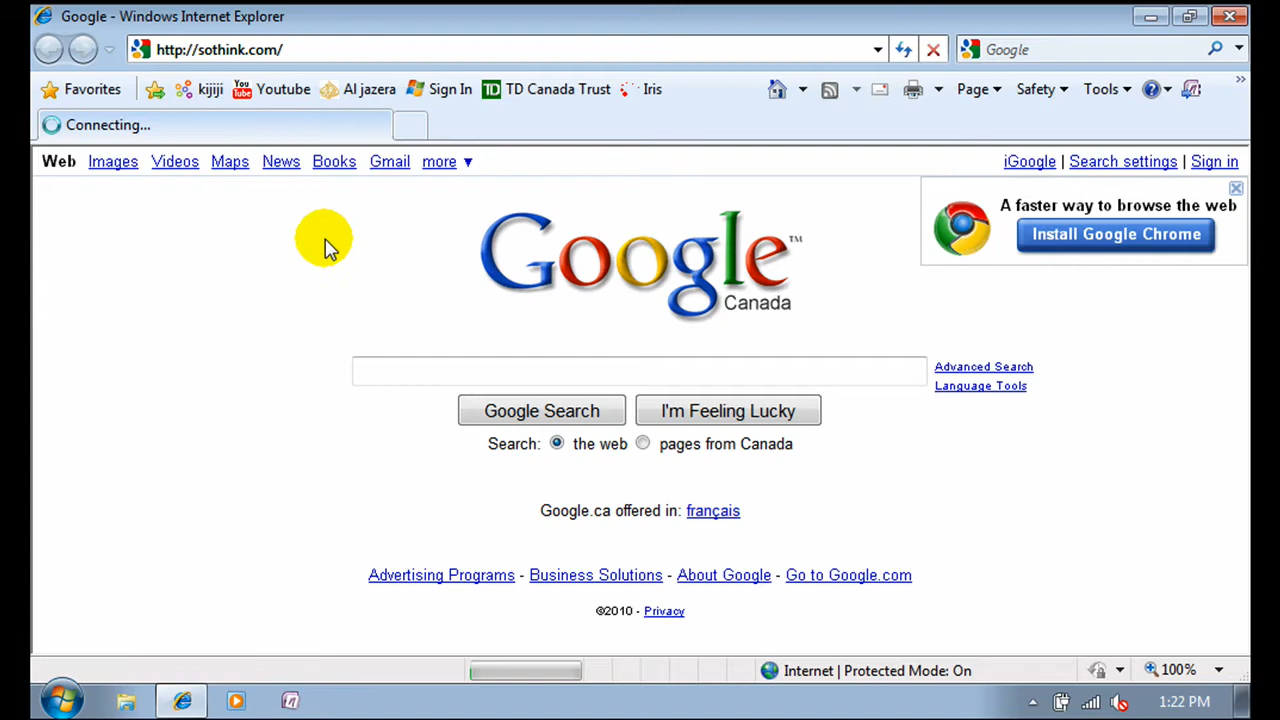 Google - Windows Internet Explorer
http://sothink.com/
Google
Favorites kijiji You Tube Youtube Al jazera Sign In TD TD Canada Trust Iris Page Safety Tools
Connecting...
Web Images Videos Maps News Books Gmail more ▼ iGoogle | Search settings | Sign in
A faster way to browse the web
Install Google Chrome
Google™
Canada
Advanced Search
Language Tools
Google Search I'm Feeling Lucky
Search: the web pages from Canada
Google.ca offered in: français
Advertising Programs - Business Solutions - About Google - Go to Google.com
©2010 - Privacy
Internet | Protected Mode: On 100%
1:22 PM